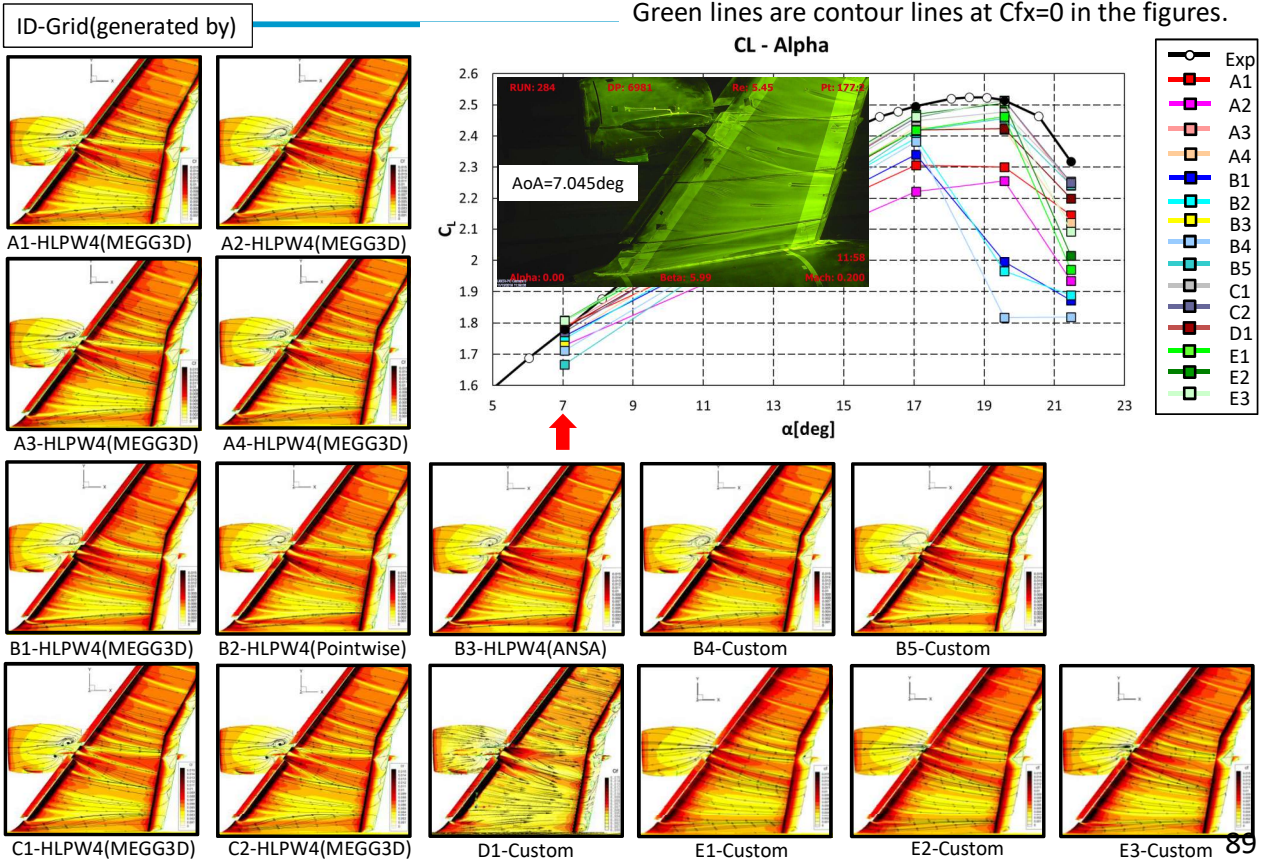 ID-Grid(generated by)
Green lines are contour lines at Cfx=0 in the figures.
CL - Alpha
A1-HLPW4(MEGG3D)
A2-HLPW4(MEGG3D)
A3-HLPW4(MEGG3D)
A4-HLPW4(MEGG3D)
2.6
2.5
2.4
2.3
2.2
2.1
2
1.9
1.8
1.7
1.6
CL
RUN: 284
DP: 6981
Re: 5.45
AoA=7.045deg
11:58
Alpha: 0.00
Mach: 0.200
5
7
9
11
13
15
17
19
21
23
α[deg]
Exp
A1
A2
A3
A4
B1
B2
B3
B4
B5
C1
C2
D1
E1
E2
E3
B1-HLPW4(MEGG3D)
B2-HLPW4(Pointwise)
B3-HLPW4(ANSA)
B4-Custom
B5-Custom
C1-HLPW4(MEGG3D)
C2-HLPW4(MEGG3D)
D1-Custom
E1-Custom
E2-Custom
E3-Custom
89